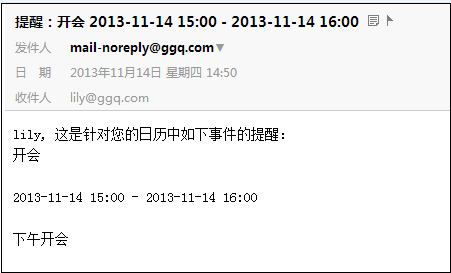 提醒：开会 2013-11-14 15:00 - 2013-11-14 16:00
发件人 mail-noreply@ggq.com
日 期 2013年11月14日 星期四 14:50
收件人 lily@ggq.com
lily, 这是针对您的日历中如下事件的提醒:
开会
2013-11-14 15:00 - 2013-11-14 16:00
下午开会